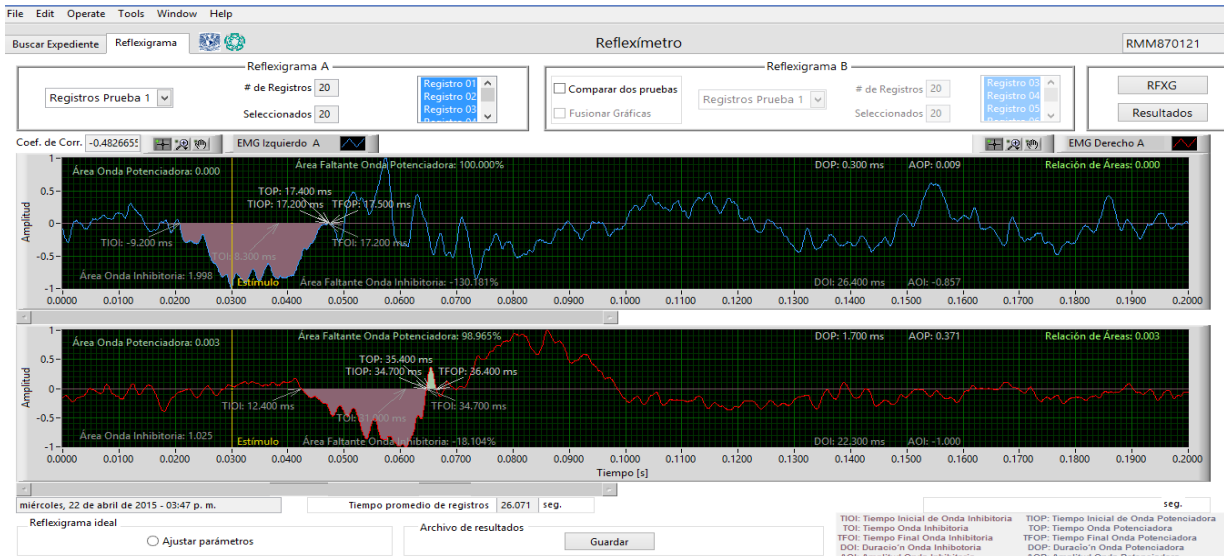 File Edit Operate Tools Window Help
Buscar Expediente Reflexigrama Reflexímetro RMM870121
Reflexigrama A Reflexigrama B
Registros Prueba 1 # de Registros 20 Registro 01 Comparar dos pruebas Registros Prueba 1 # de Registros 20 Registro 03 RFXG
Registro 02 Registro 04
Seleccionados 20 Registro 03 Fusionar Gráficas Seleccionados 20 Registro 05 Resultados
Coef. de Corr. -0.4826655 EMG Izquierdo A EMG Derecho A
Área Onda Potenciadora: 0.000 Área Faltante Onda Potenciadora: 100.000% DOP: 0.300 ms AOP: 0.009 Relación de Áreas: 0.000
TOP: 17.400 ms
TIOP: 17.200 ms TFOP: 17.500 ms
TIOI: -9.200 ms TFOI: 17.200 ms
TOI: 8.300 ms
Área Onda Inhibitoria: 1.998 Estímulo Área Faltante Onda Inhibitoria: -130.181% DOI: 26.400 ms AOI: -0.857
Amplitud
1
0.5
0
-0.5
-1
0.0000 0.0100 0.0200 0.0300 0.0400 0.0500 0.0600 0.0700 0.0800 0.0900 0.1000 0.1100 0.1200 0.1300 0.1400 0.1500 0.1600 0.1700 0.1800 0.1900 0.2000
Área Onda Potenciadora: 0.003 Área Faltante Onda Potenciadora: 98.965% DOP: 1.700 ms AOP: 0.371 Relación de Áreas: 0.003
TOP: 35.400 ms
TIOP: 34.700 ms TFOP: 36.400 ms
TIOI: 12.400 ms TFOI: 34.700 ms
Área Onda Inhibitoria: 1.025 Estímulo Área Faltante Onda Inhibitoria: -18.104% DOI: 22.300 ms AOI: -1.000
Amplitud
1
0.5
0
-0.5
-1
0.0000 0.0100 0.0200 0.0300 0.0400 0.0500 0.0600 0.0700 0.0800 0.0900 0.1000 0.1100 0.1200 0.1300 0.1400 0.1500 0.1600 0.1700 0.1800 0.1900 0.2000
Tiempo [s]
miércoles, 22 de abril de 2015 - 03:47 p. m. Tiempo promedio de registros 26.071 seg. seg.
Reflexigrama ideal Archivo de resultados
Ajustar parámetros Guardar
TIOI: Tiempo Inicial de Onda Inhibitoria TIOP: Tiempo Inicial de Onda Potenciadora
TOI: Tiempo Onda Inhibitoria TOP: Tiempo Onda Potenciadora
TFOI: Tiempo Final Onda Inhibitoria TFOP: Tiempo Final Onda Potenciadora
DOI: Duracio'n Onda Inhibotoria DOP: Duracio'n Onda Potenciadora